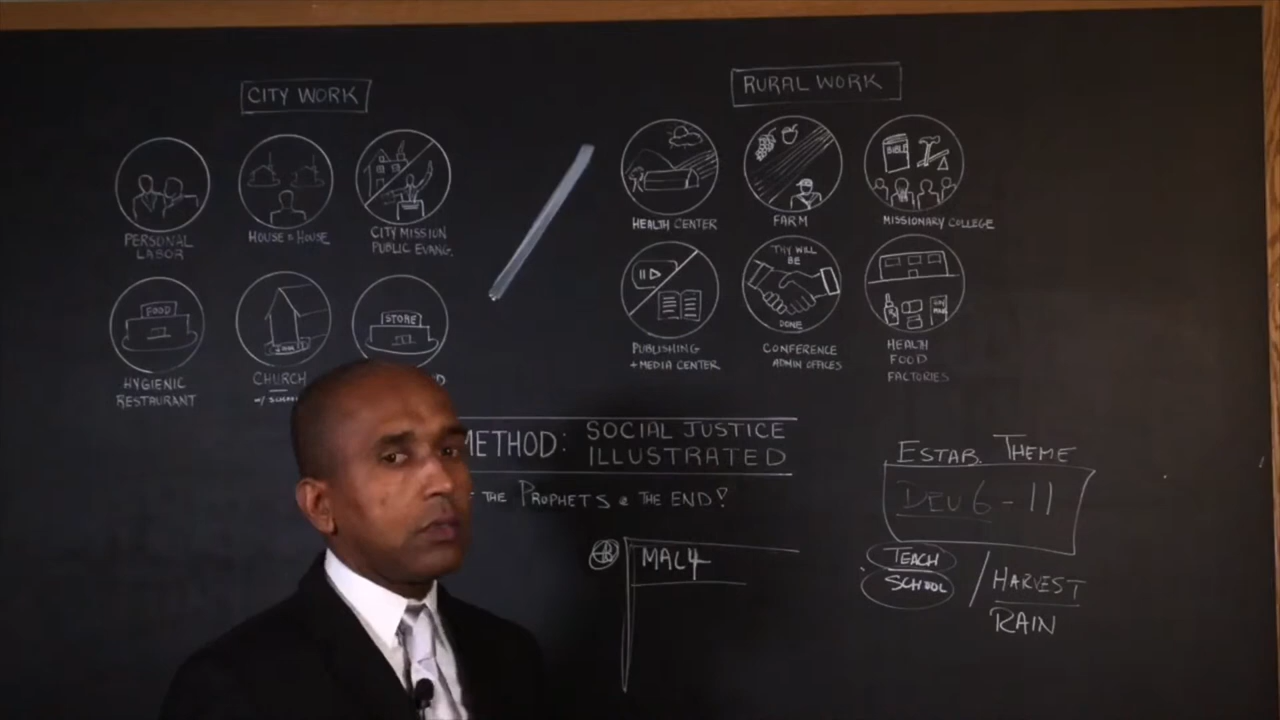 CITY WORK
PERSONAL
LABOR
HOUSE 2 HOUSE
CITY MISSION
PUBLIC EVANG.
FOOD
HYGIENIC
RESTAURANT
CHURCH
STORE
RURAL WORK
HEALTH CENTER
FARM
BIBLE
MISSIONARY COLLEGE
PUBLISHING
+ MEDIA CENTER
THY WILL
BE
DONE
CONFERENCE
ADMIN OFFICES
HEALTH
FOOD
FACTORIES
METHOD: SOCIAL JUSTICE
ILLUSTRATED
THE PROPHETS & THE END!
MAL 4
ESTAB. THEME
DEU 6 - 11
TEACH
SCHOOL
/ HARVEST
RAIN